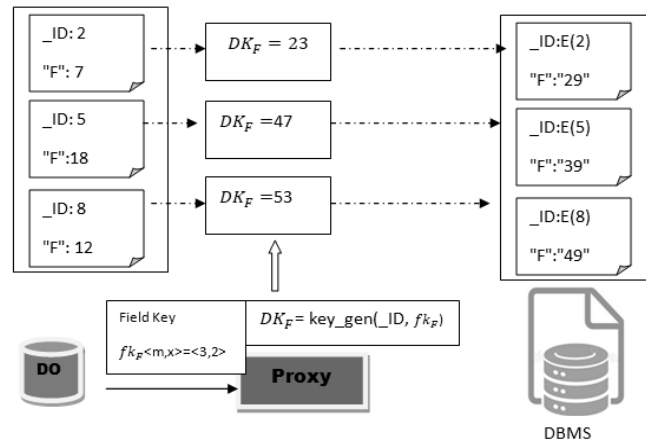 _ID: 2
"F": 7
DK_F = 23
_ID:E(2)
"F":"29"
_ID: 5
"F":18
DK_F =47
_ID:E(5)
"F":"39"
_ID: 8
"F": 12
DK_F =53
_ID:E(8)
"F":"49"
Field Key
fk_F<m,x>=<3,2>
DK_F= key_gen(_ID, fk_F)
DO
Proxy
DBMS